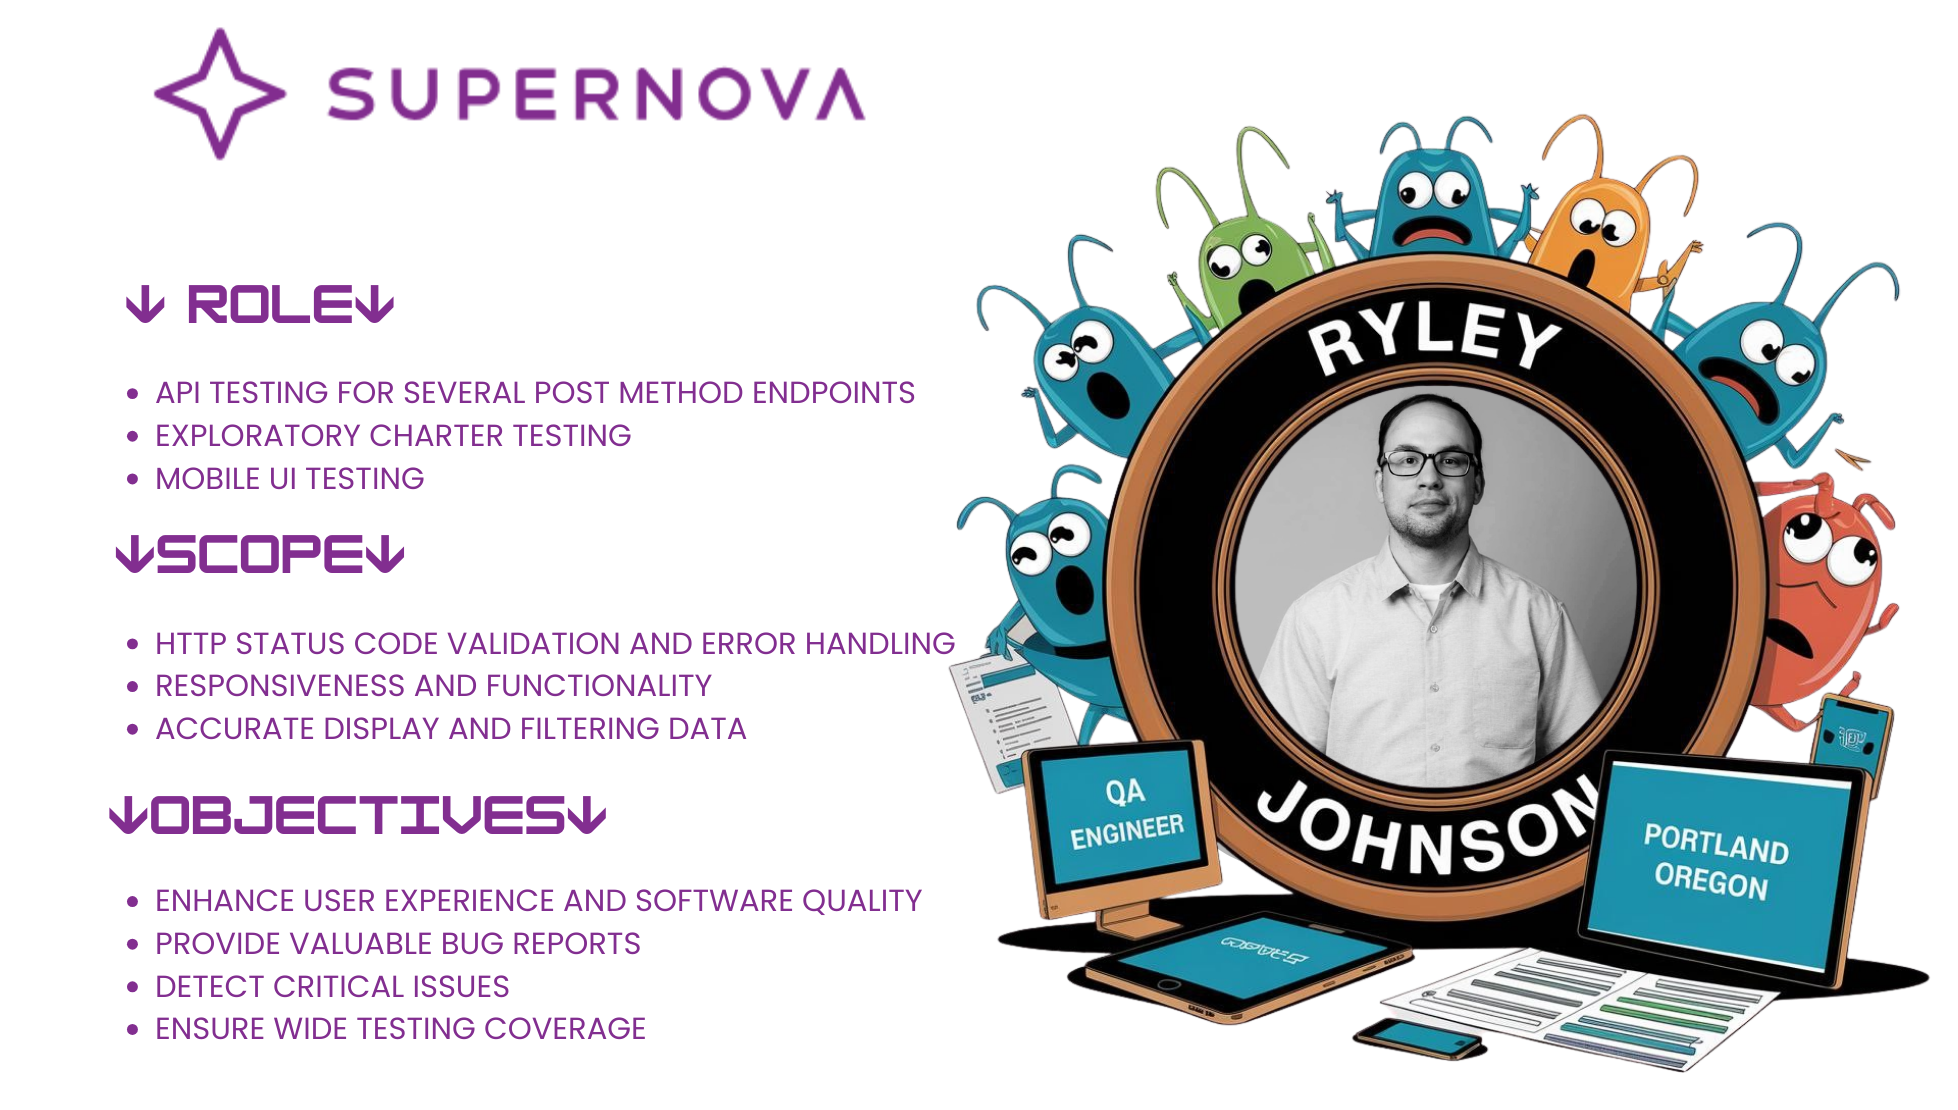 SUPERNOVA
↓ ROLE↓
• API TESTING FOR SEVERAL POST METHOD ENDPOINTS
• EXPLORATORY CHARTER TESTING
• MOBILE UI TESTING
↓SCOPE↓
• HTTP STATUS CODE VALIDATION AND ERROR HANDLING
• RESPONSIVENESS AND FUNCTIONALITY
• ACCURATE DISPLAY AND FILTERING DATA
↓OBJECTIVES↓
• ENHANCE USER EXPERIENCE AND SOFTWARE QUALITY
• PROVIDE VALUABLE BUG REPORTS
• DETECT CRITICAL ISSUES
• ENSURE WIDE TESTING COVERAGE
RYLEY
JOHNSON
QA
ENGINEER
PORTLAND
OREGON